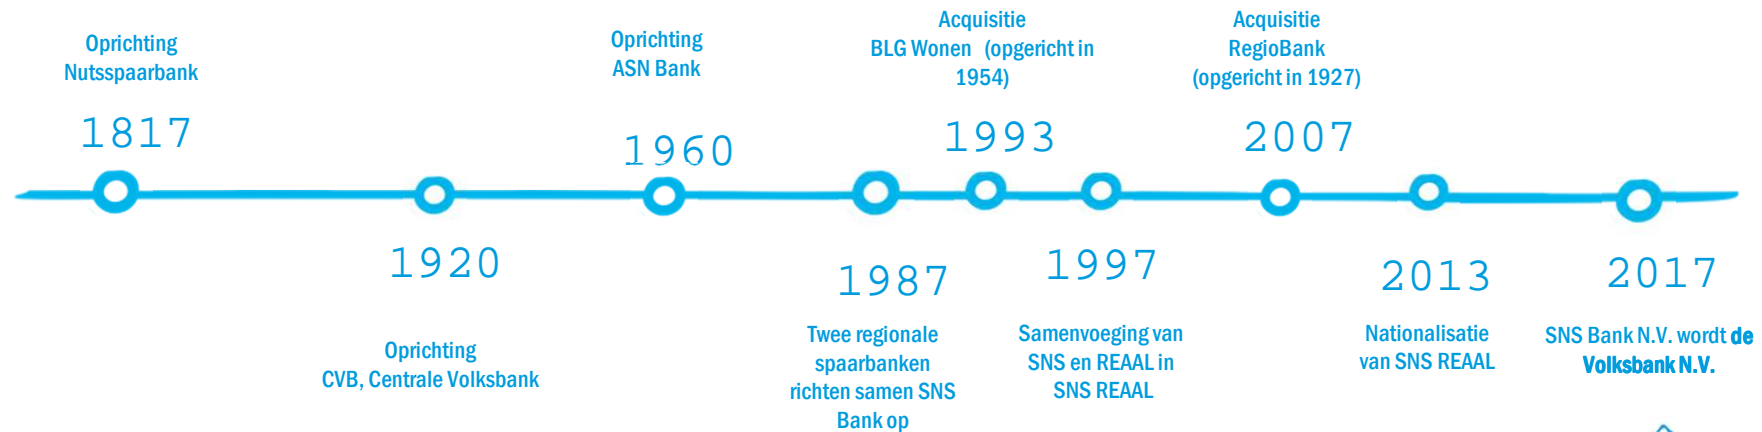 Oprichting
Nutsspaarbank
1817
1920
Oprichting
CVB, Centrale Volksbank
Oprichting
ASN Bank
1960
1987
Twee regionale
spaarbanken
richten samen SNS
Bank op
Acquisitie
BLG Wonen (opgericht in
1954)
1993
1997
Samenvoeging van
SNS en REAAL in
SNS REAAL
Acquisitie
RegioBank
(opgericht in 1927)
2007
2013
Nationalisatie
van SNS REAAL
2017
SNS Bank N.V. wordt de
Volksbank N.V.